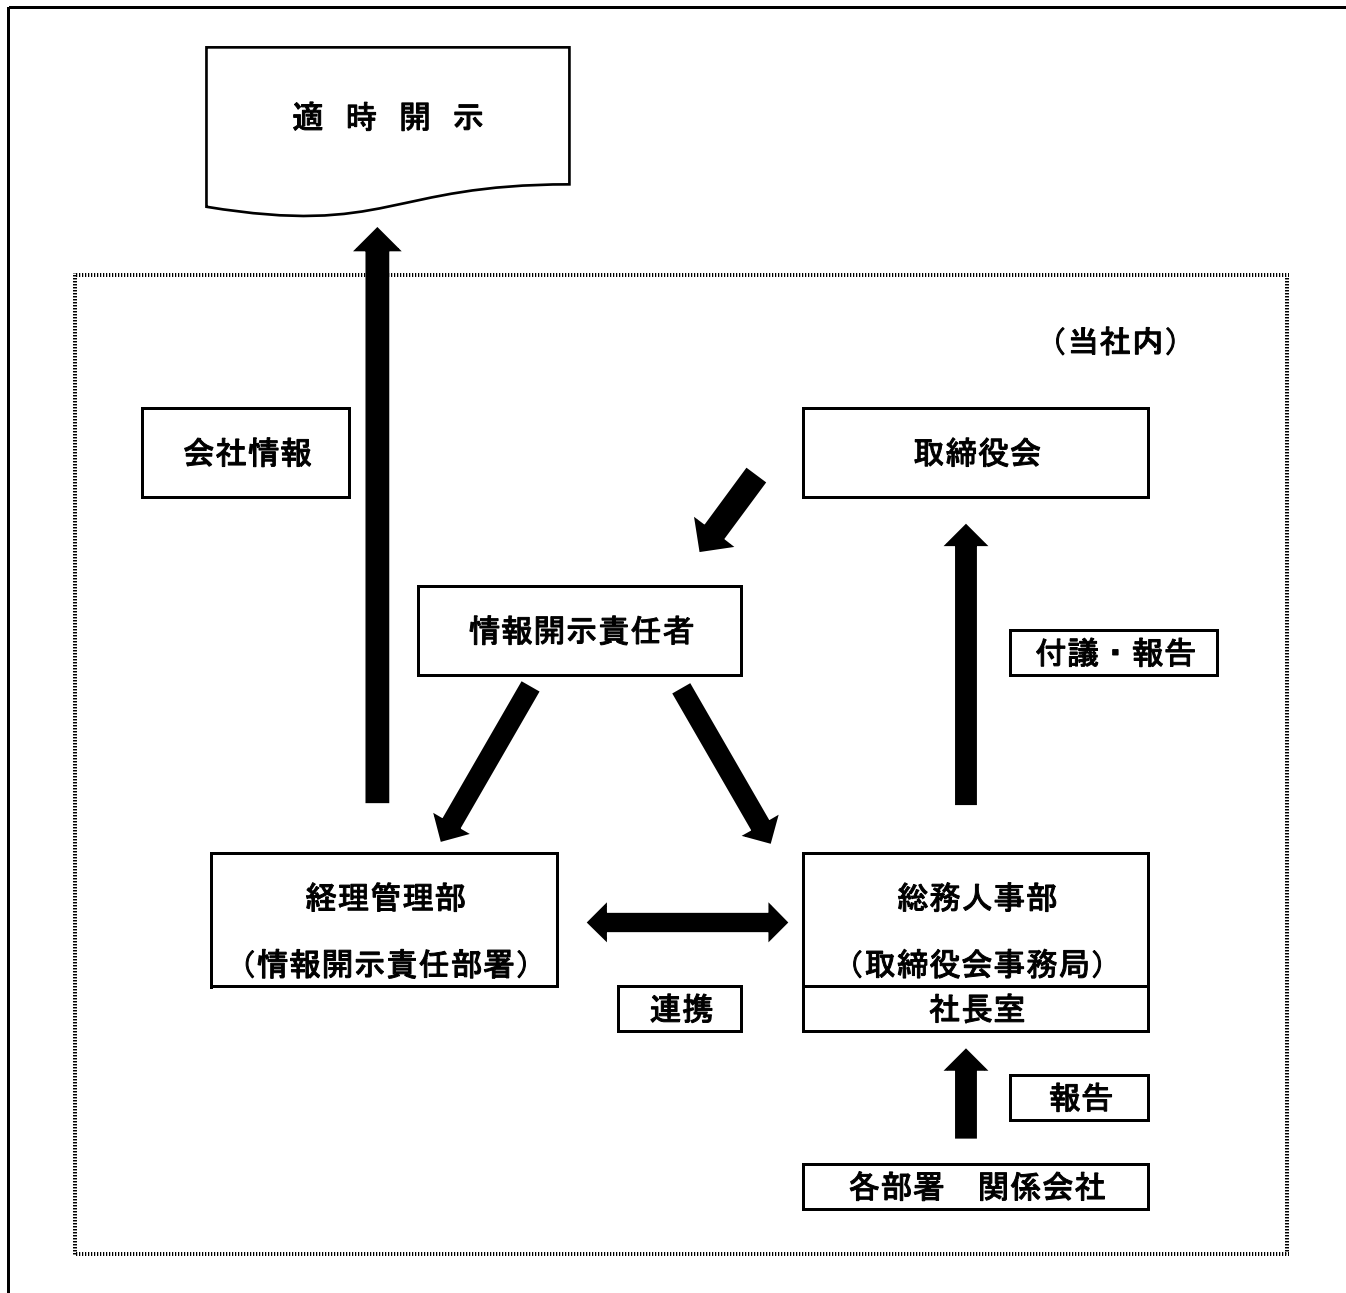 適 時 開 示
（当社内）
会社情報
取締役会
情報開示責任者
付議・報告
経理管理部
（情報開示責任部署）
総務人事部
（取締役会事務局）
連携
社長室
報告
各部署　関係会社